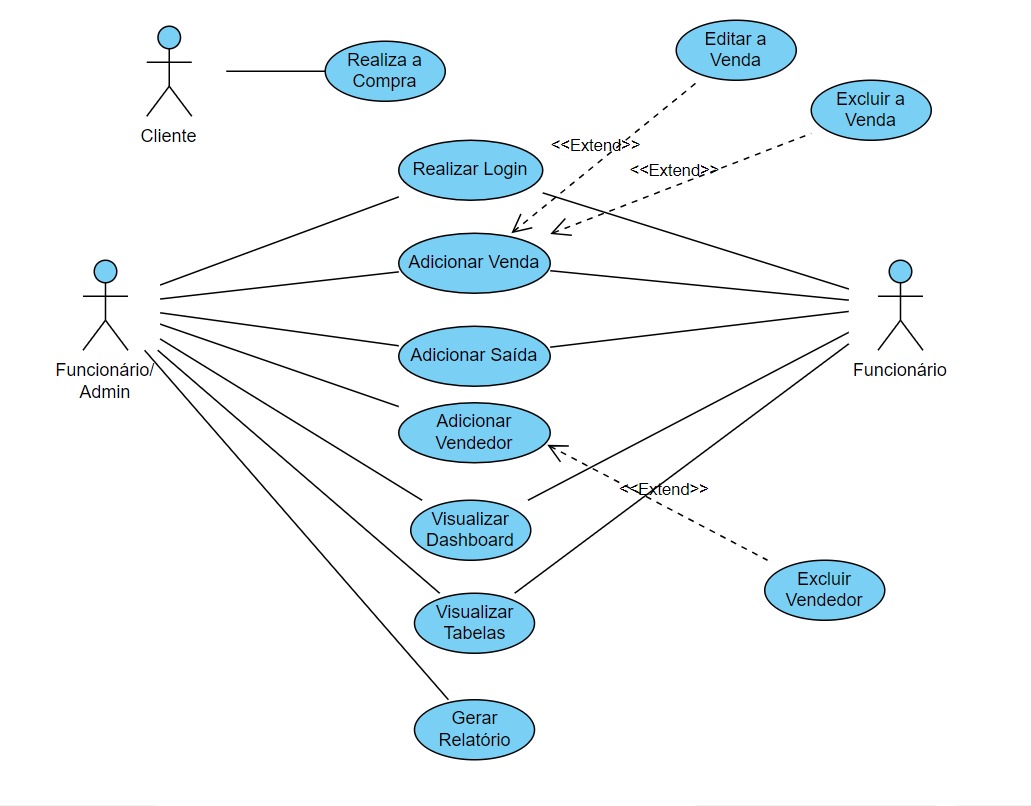 Editar a
Venda
Realiza a
Compra
Excluir a
Venda
Cliente
<<Extend>>
Realizar Login
<<Extend>>
Adicionar Venda
Adicionar Saída
Funcionário/
Admin
Funcionário
Adicionar
Vendedor
<<Extend>>
Visualizar
Dashboard
Excluir
Vendedor
Visualizar
Tabelas
Gerar
Relatório